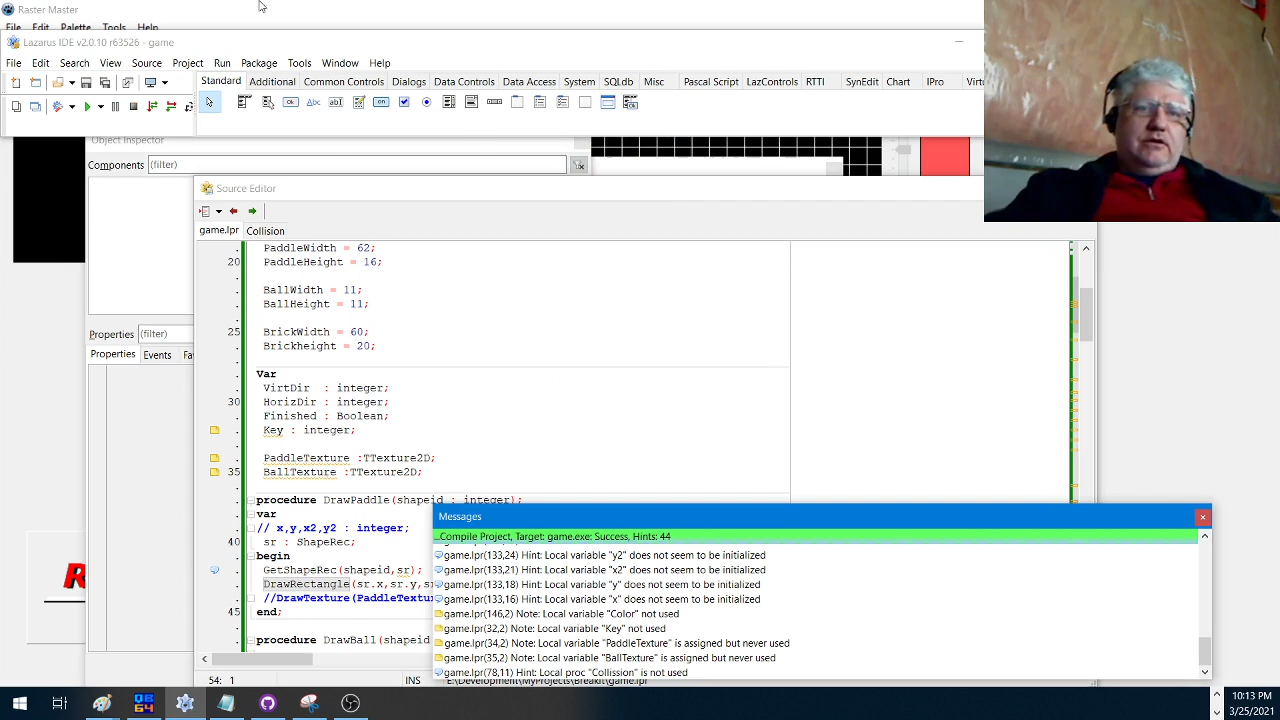 Raster Master
File Edit Palette Tools Help
Lazarus IDE v2.0.10 r63526 - game
File Edit Search View Source Project Run Package Tools Window Help
Standard Additional Common Controls Dialogs Data Controls Data Access System SQLdb Misc Pascal Script LazControls RTTI SynEdit Chart IPro
Object Inspector
Components (filter)
Source Editor
game.lpr Collision
PaddleWidth = 62;
20 PaddleHeight = 16;
BallWidth = 11;
BallHeight = 11;
25 BrickWidth = 60;
Brickheight = 20;
Properties (filter)
Properties Events
Var
VirtDir : integer;
30 HorizDir : integer;
Finished : Boolean;
Key : integer;
PaddleTexture :TTexture2D;
35 BallTexture :TTexture2D;
procedure DrawPaddle(shapeid : integer);
var
// x,y,x2,y2 : integer;
40 sr : ShapeRec;
begin
GetShapeRec(shapeid,sr);
DrawRectangle(sr.x,sr.y,
//DrawTexture(PaddleTextur
45 end;
procedure DrawBall(shapeid
54: 1 INS E:\Development\MyProjects\Breakit\game.lpr
Messages
Compile Project, Target: game.exe: Success, Hints: 44
game.lpr(133,24) Hint: Local variable "y2" does not seem to be initialized
game.lpr(133,21) Hint: Local variable "x2" does not seem to be initialized
game.lpr(133,18) Hint: Local variable "y" does not seem to be initialized
game.lpr(133,16) Hint: Local variable "x" does not seem to be initialized
game.lpr(146,2) Note: Local variable "Color" not used
game.lpr(32,2) Note: Local variable "Key" not used
game.lpr(34,2) Note: Local variable "PaddleTexture" is assigned but never used
game.lpr(35,2) Note: Local variable "BallTexture" is assigned but never used
game.lpr(78,11) Hint: Local proc "Collission" is not used
QB
64
10:13 PM
3/25/2021